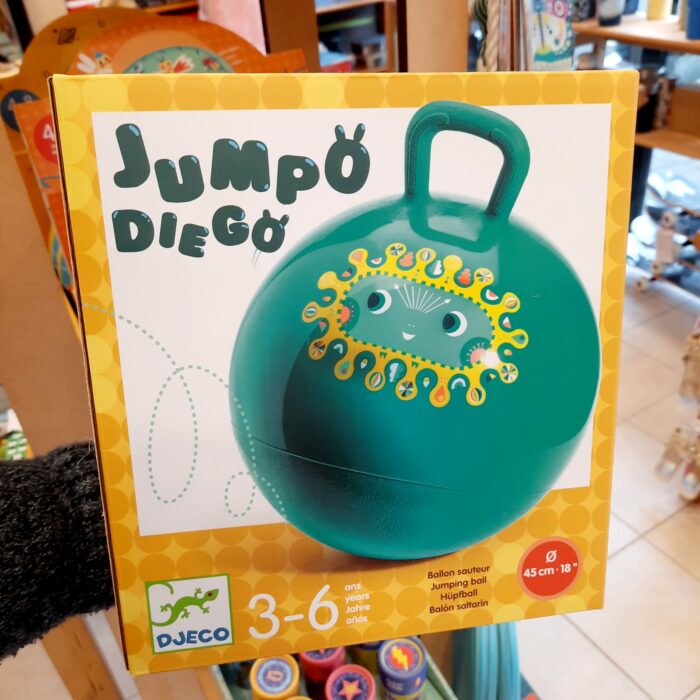 JUMPO
DIEGO
DJECO
3-6
ans
years
Jahre
años
Ballon sauteur
Jumping ball
Hüpfball
Balón saltarín
Ø
45 cm · 18 "